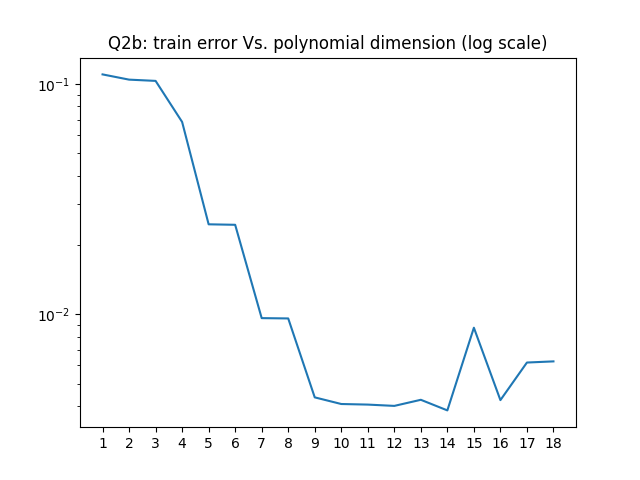 Q2b: train error Vs. polynomial dimension (log scale)
10⁻¹
10⁻²
1 2 3 4 5 6 7 8 9 10 11 12 13 14 15 16 17 18